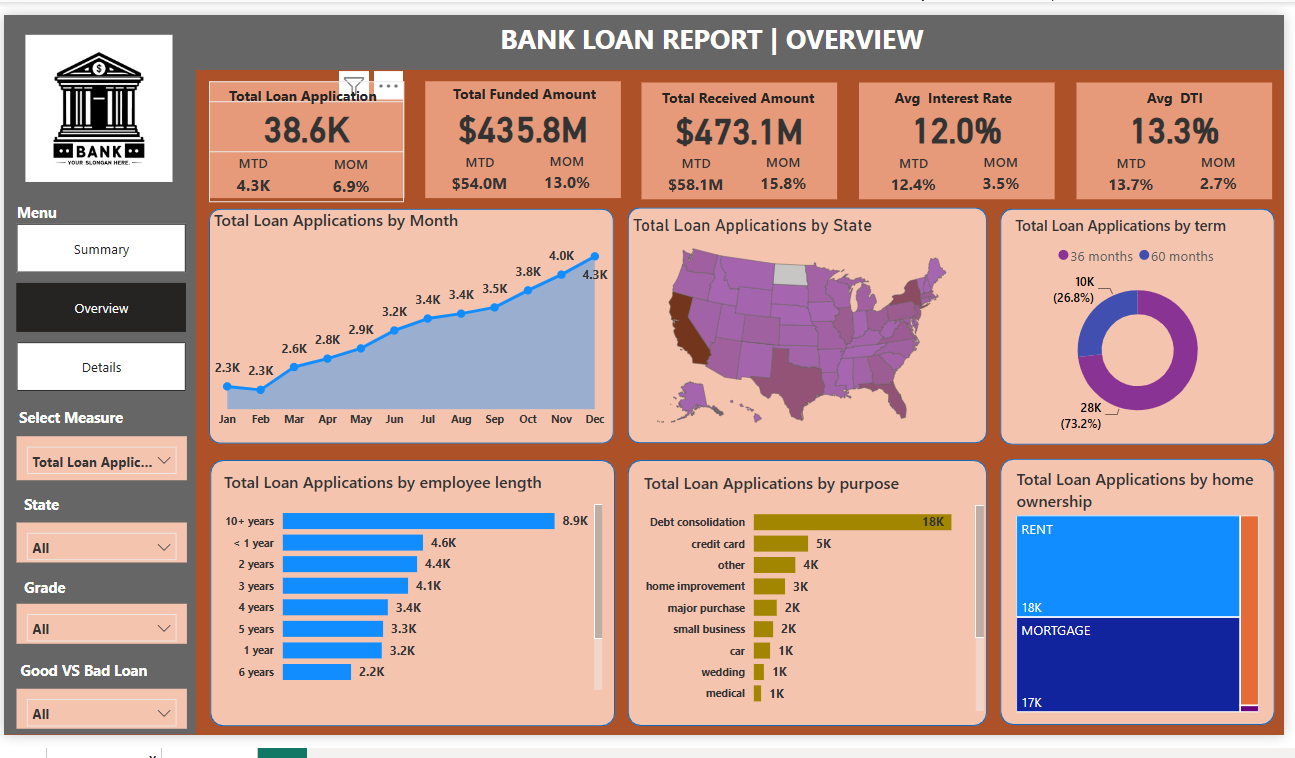 BANK LOAN REPORT | OVERVIEW
$
BANK
YOUR SLONGAN HERE.
Menu
Summary
Overview
Details
Select Measure
Total Loan Applic...
State
All
Grade
All
Good VS Bad Loan
All
Total Loan Application
38.6K
MTD MOM
4.3K 6.9%
Total Funded Amount
$435.8M
MTD MOM
$54.0M 13.0%
Total Received Amount
$473.1M
MTD MOM
$58.1M 15.8%
Avg Interest Rate
12.0%
MTD MOM
12.4% 3.5%
Avg DTI
13.3%
MTD MOM
13.7% 2.7%
Total Loan Applications by Month
2.3K 2.3K 2.6K 2.8K 2.9K 3.2K 3.4K 3.4K 3.5K 3.8K 4.0K 4.3K
Jan Feb Mar Apr May Jun Jul Aug Sep Oct Nov Dec
Total Loan Applications by State
Total Loan Applications by term
36 months 60 months
10K
(26.8%)
28K
(73.2%)
Total Loan Applications by employee length
10+ years 8.9K
< 1 year 4.6K
2 years 4.4K
3 years 4.1K
4 years 3.4K
5 years 3.3K
1 year 3.2K
6 years 2.2K
Total Loan Applications by purpose
Debt consolidation 18K
credit card 5K
other 4K
home improvement 3K
major purchase 2K
small business 2K
car 1K
wedding 1K
medical 1K
Total Loan Applications by home
ownership
RENT
18K
MORTGAGE
17K